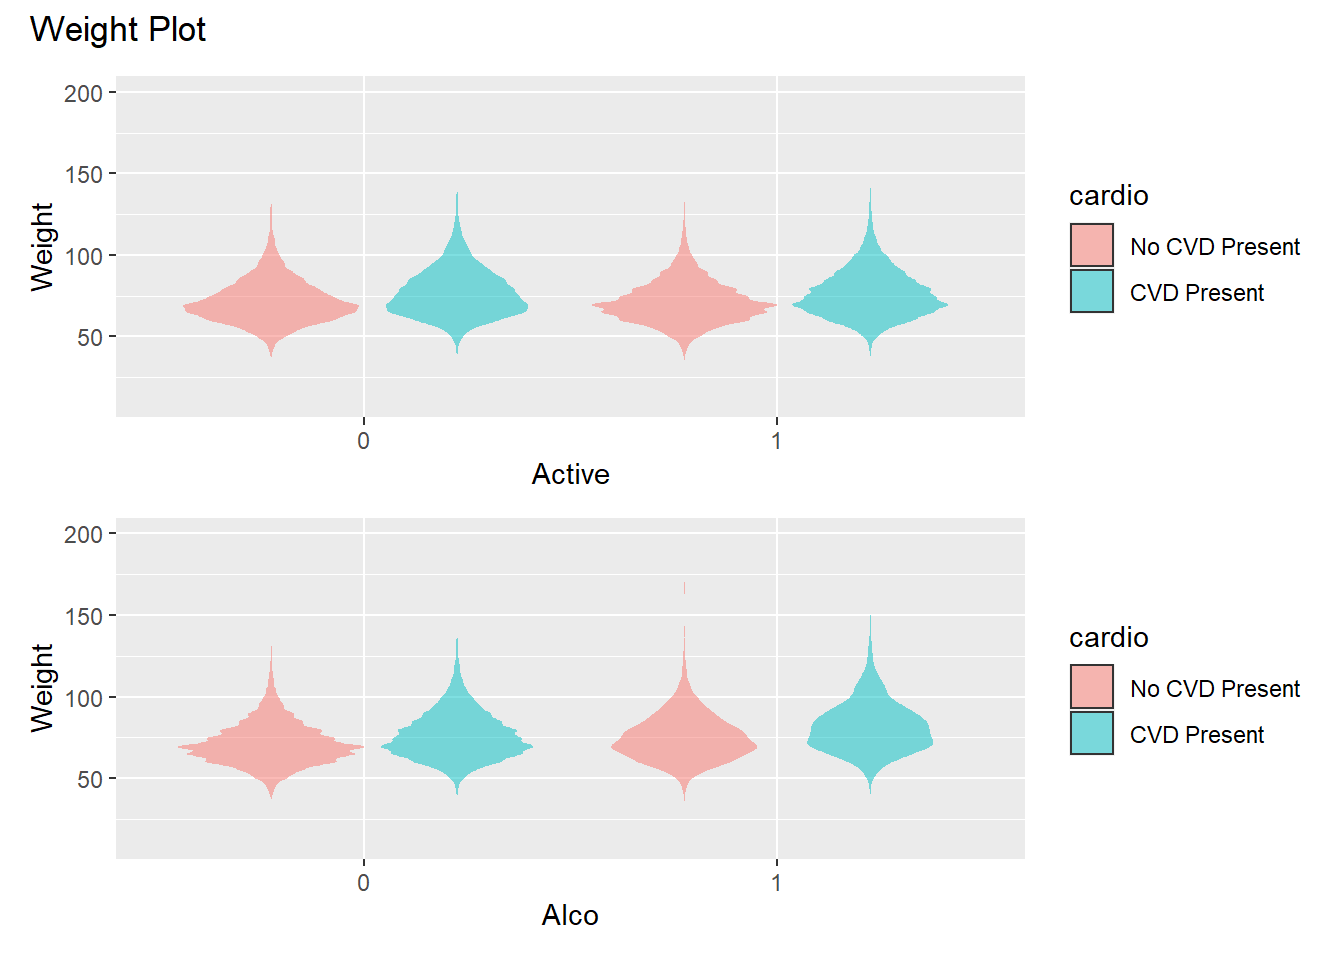 Weight Plot
200
150
100
50
Weight
0 1
Active
cardio
No CVD Present
CVD Present
200
150
100
50
Weight
0 1
Alco
cardio
No CVD Present
CVD Present